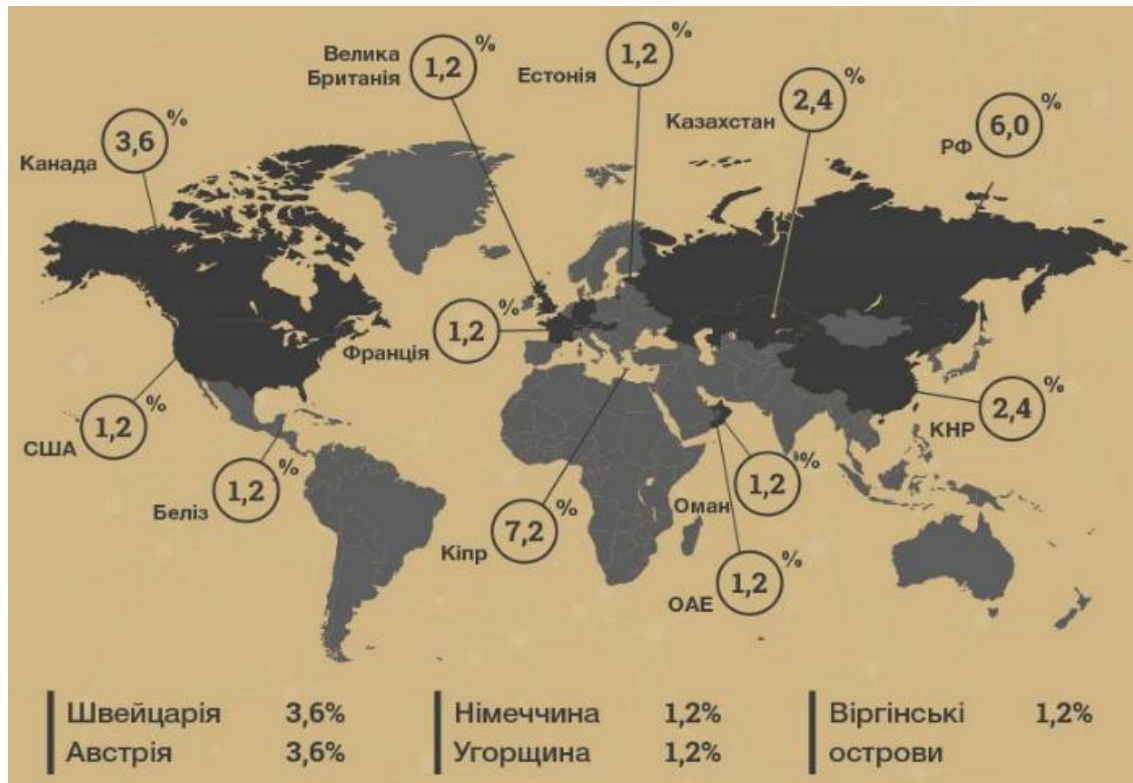 Велика
Британія
1,2 %
Естонія
1,2 %
Казахстан
2,4 %
РФ
6,0 %
Канада
3,6 %
Франція
1,2 %
США
1,2 %
Беліз
1,2 %
Кіпр
7,2 %
Оман
1,2 %
ОАЕ
1,2 %
КНР
2,4 %
Швейцарія 3,6%
Австрія 3,6%
Німеччина 1,2%
Угорщина 1,2%
Віргінські 1,2%
острови